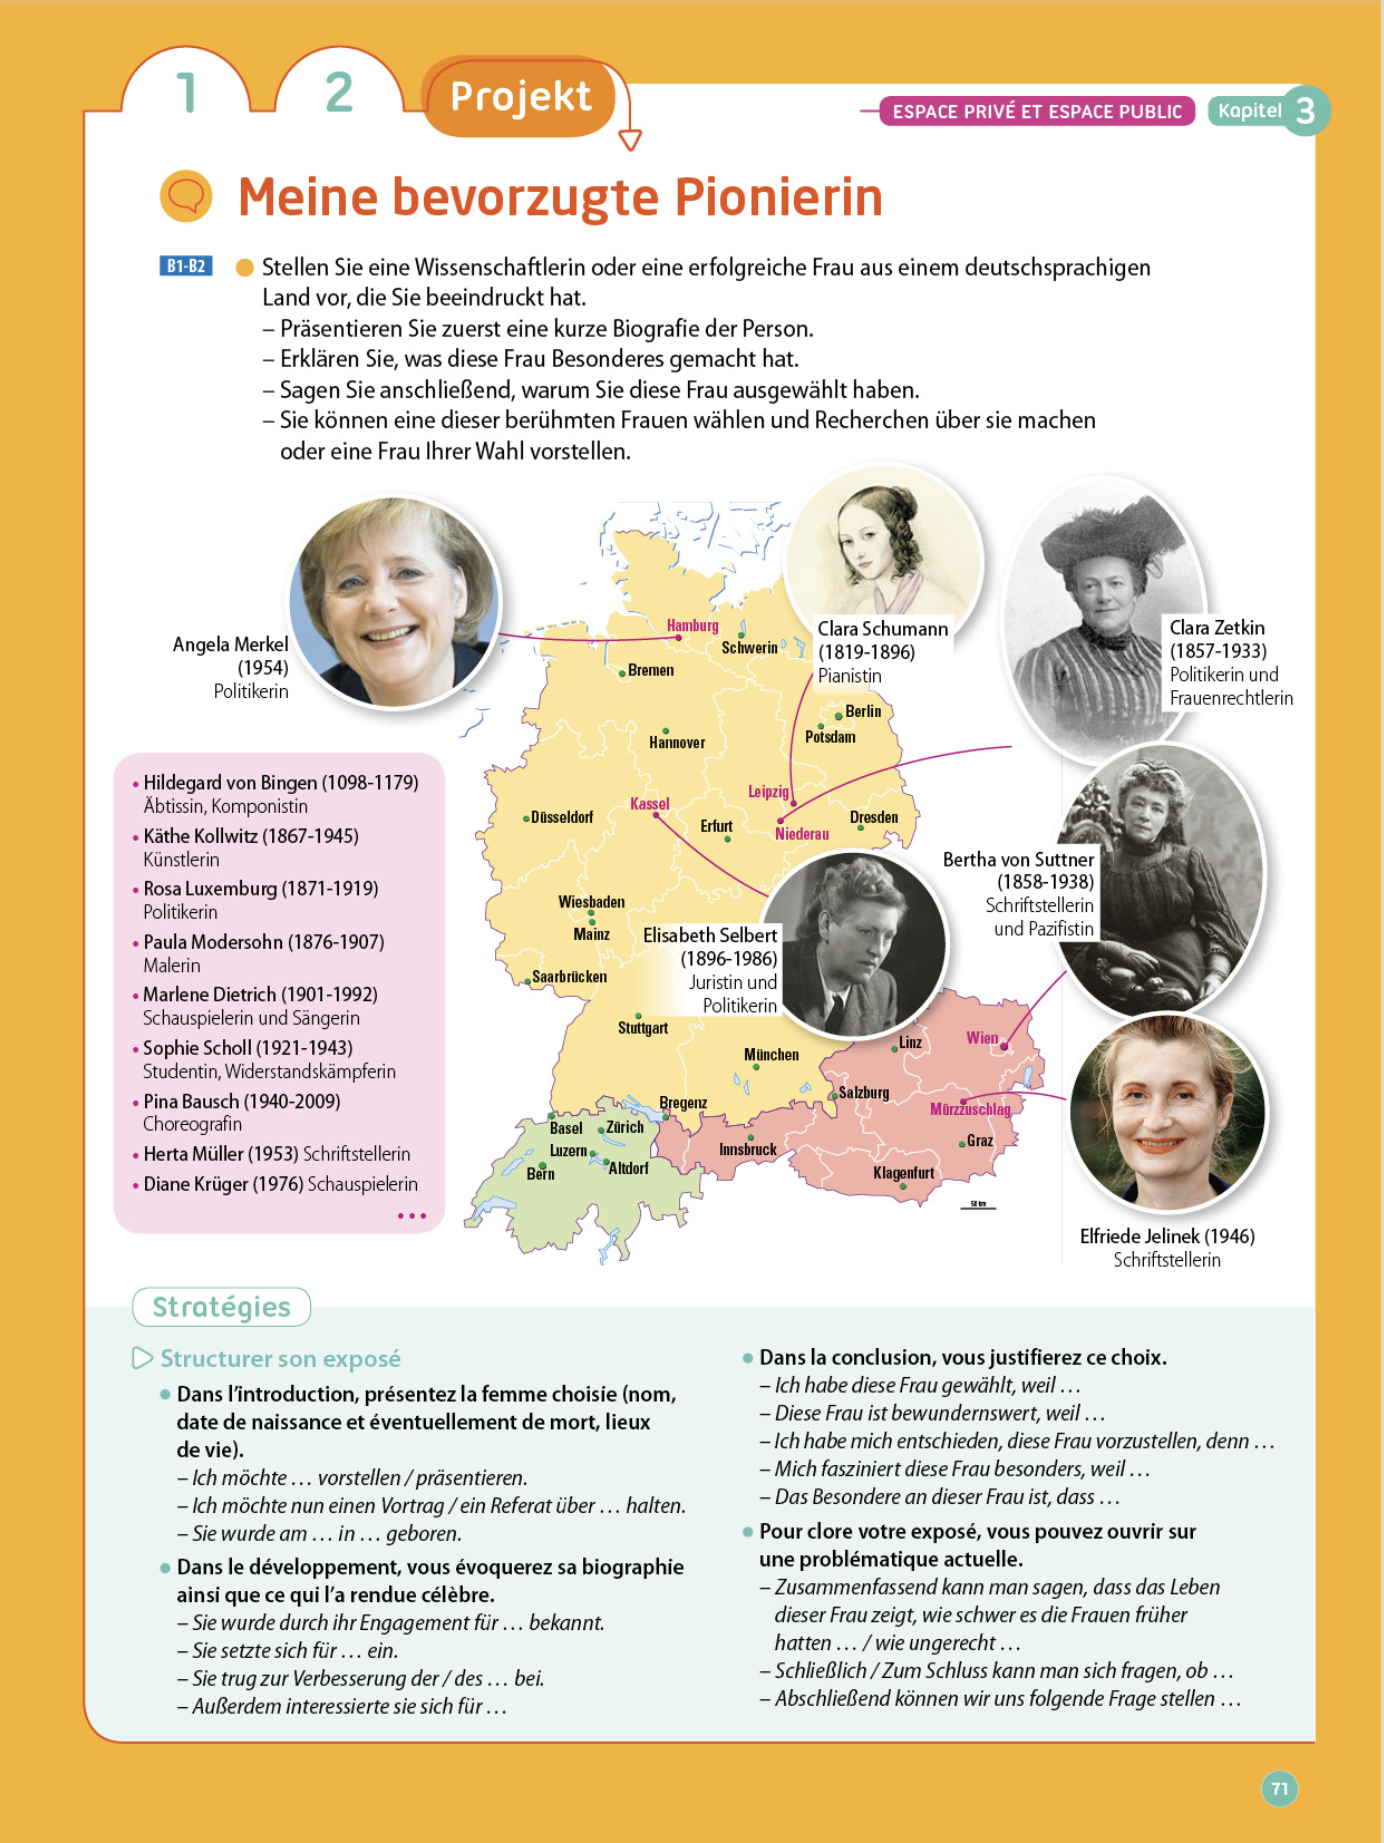 1
2
Projekt
ESPACE PRIVÉ ET ESPACE PUBLIC
Kapitel 3
Meine bevorzugte Pionierin
B1-B2
Stellen Sie eine Wissenschaftlerin oder eine erfolgreiche Frau aus einem deutschsprachigen
Land vor, die Sie beeindruckt hat.
– Präsentieren Sie zuerst eine kurze Biografie der Person.
– Erklären Sie, was diese Frau Besonderes gemacht hat.
– Sagen Sie anschließend, warum Sie diese Frau ausgewählt haben.
– Sie können eine dieser berühmten Frauen wählen und Recherchen über sie machen
oder eine Frau Ihrer Wahl vorstellen.
Angela Merkel
(1954)
Politikerin
Clara Schumann
(1819-1896)
Pianistin
Clara Zetkin
(1857-1933)
Politikerin und
Frauenrechtlerin
Hamburg
Schwerin
Bremen
Berlin
Potsdam
Hannover
Leipzig
Kassel
Düsseldorf
Erfurt
Niederau
Dresden
Wiesbaden
Mainz
Saarbrücken
Stuttgart
München
Linz
Wien
Salzburg
Mürzzuschlag
Bregenz
Basel
Zürich
Luzern
Altdorf
Bern
Innsbruck
Graz
Klagenfurt
50 km
Elisabeth Selbert
(1896-1986)
Juristin und
Politikerin
Bertha von Suttner
(1858-1938)
Schriftstellerin
und Pazifistin
Elfriede Jelinek (1946)
Schriftstellerin
• Hildegard von Bingen (1098-1179)
Äbtissin, Komponistin
• Käthe Kollwitz (1867-1945)
Künstlerin
• Rosa Luxemburg (1871-1919)
Politikerin
• Paula Modersohn (1876-1907)
Malerin
• Marlene Dietrich (1901-1992)
Schauspielerin und Sängerin
• Sophie Scholl (1921-1943)
Studentin, Widerstandskämpferin
• Pina Bausch (1940-2009)
Choreografin
• Herta Müller (1953) Schriftstellerin
• Diane Krüger (1976) Schauspielerin
• • •
Stratégies
Structurer son exposé
• Dans l'introduction, présentez la femme choisie (nom,
date de naissance et éventuellement de mort, lieux
de vie).
– Ich möchte … vorstellen / präsentieren.
– Ich möchte nun einen Vortrag / ein Referat über … halten.
– Sie wurde am … in … geboren.
• Dans le développement, vous évoquerez sa biographie
ainsi que ce qui l'a rendue célèbre.
– Sie wurde durch ihr Engagement für … bekannt.
– Sie setzte sich für … ein.
– Sie trug zur Verbesserung der / des … bei.
– Außerdem interessierte sie sich für …
• Dans la conclusion, vous justifierez ce choix.
– Ich habe diese Frau gewählt, weil …
– Diese Frau ist bewundernswert, weil …
– Ich habe mich entschieden, diese Frau vorzustellen, denn …
– Mich fasziniert diese Frau besonders, weil …
– Das Besondere an dieser Frau ist, dass …
• Pour clore votre exposé, vous pouvez ouvrir sur
une problématique actuelle.
– Zusammenfassend kann man sagen, dass das Leben
dieser Frau zeigt, wie schwer es die Frauen früher
hatten … / wie ungerecht …
– Schließlich / Zum Schluss kann man sich fragen, ob …
– Abschließend können wir uns folgende Frage stellen …
71